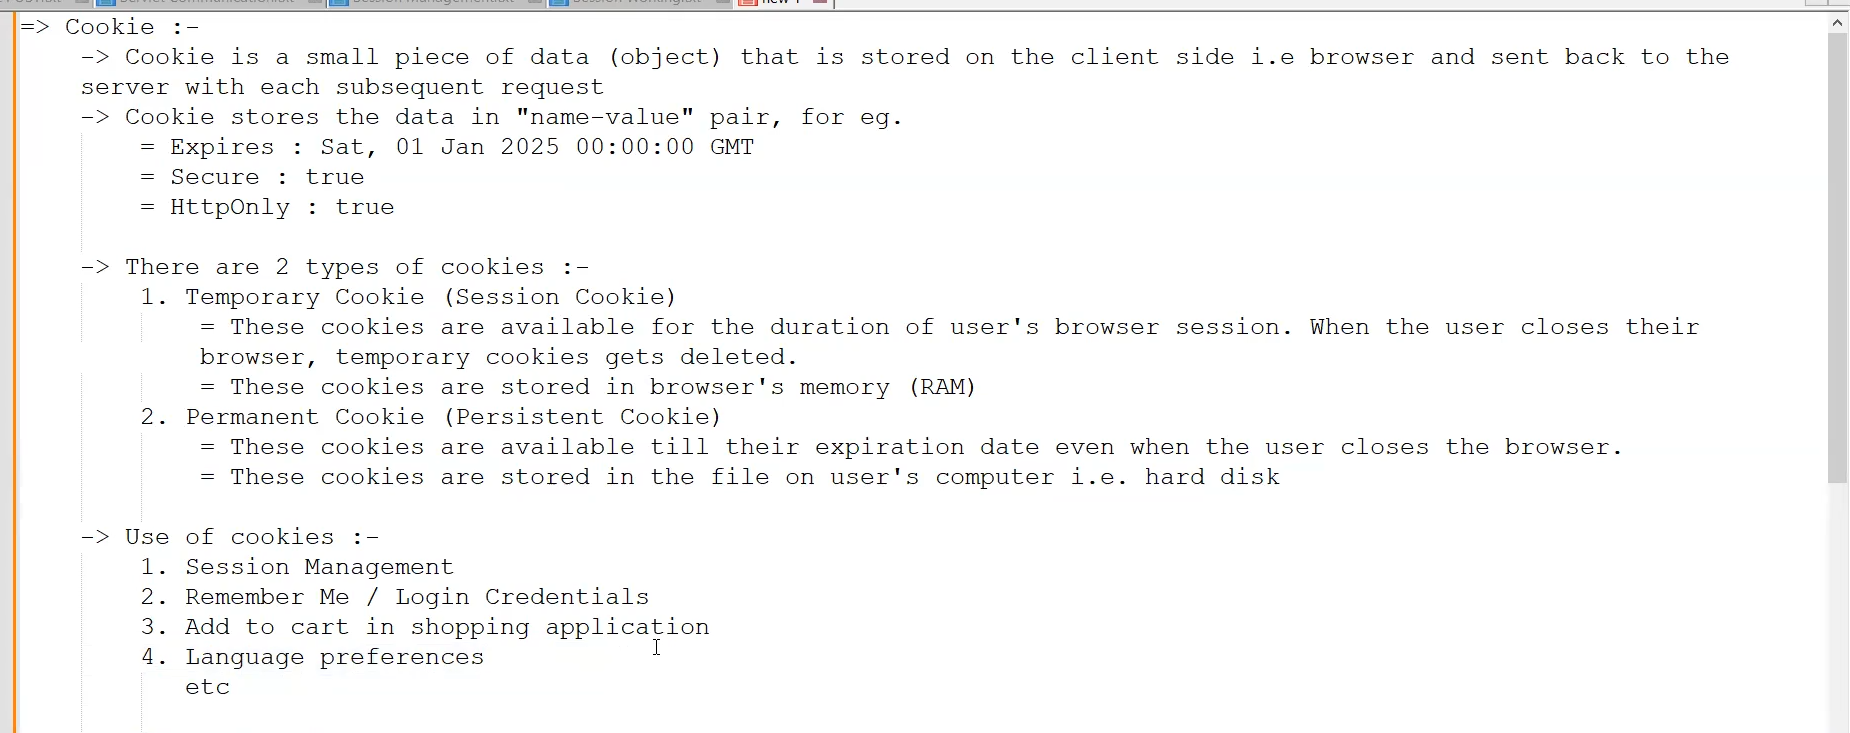 => Cookie :-
-> Cookie is a small piece of data (object) that is stored on the client side i.e browser and sent back to the
server with each subsequent request
-> Cookie stores the data in "name-value" pair, for eg.
= Expires : Sat, 01 Jan 2025 00:00:00 GMT
= Secure : true
= HttpOnly : true
-> There are 2 types of cookies :-
1. Temporary Cookie (Session Cookie)
= These cookies are available for the duration of user's browser session. When the user closes their
browser, temporary cookies gets deleted.
= These cookies are stored in browser's memory (RAM)
2. Permanent Cookie (Persistent Cookie)
= These cookies are available till their expiration date even when the user closes the browser.
= These cookies are stored in the file on user's computer i.e. hard disk
-> Use of cookies :-
1. Session Management
2. Remember Me / Login Credentials
3. Add to cart in shopping application
4. Language preferences
etc